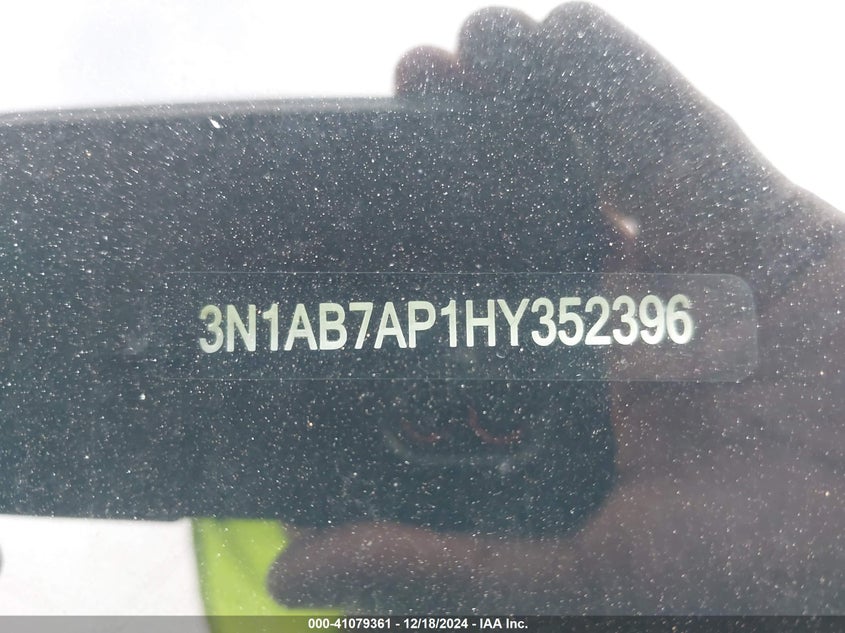 3N1AB7AP1HY352396
000-41079361 - 12/18/2024 - IAA Inc.